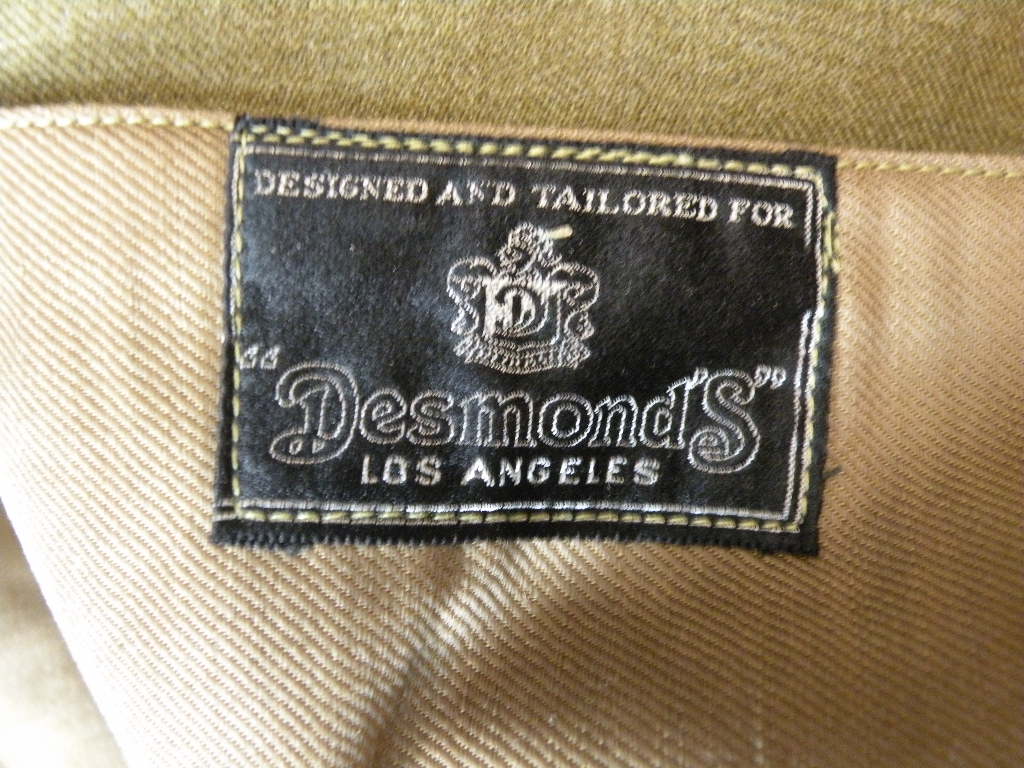 DESIGNED AND TAILORED FOR
D
"Desmond's"
LOS ANGELES